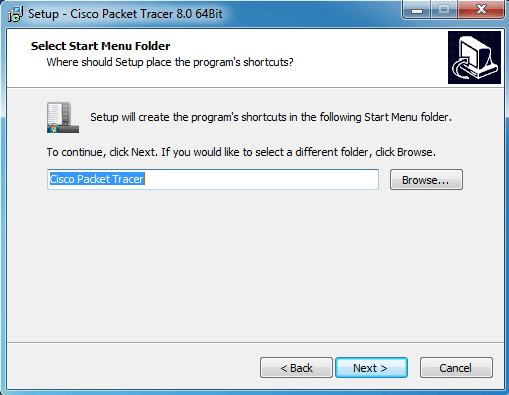 Setup - Cisco Packet Tracer 8.0 64Bit
Select Start Menu Folder
Where should Setup place the program's shortcuts?
Setup will create the program's shortcuts in the following Start Menu folder.
To continue, click Next. If you would like to select a different folder, click Browse.
Cisco Packet Tracer
Browse...
< Back
Next >
Cancel